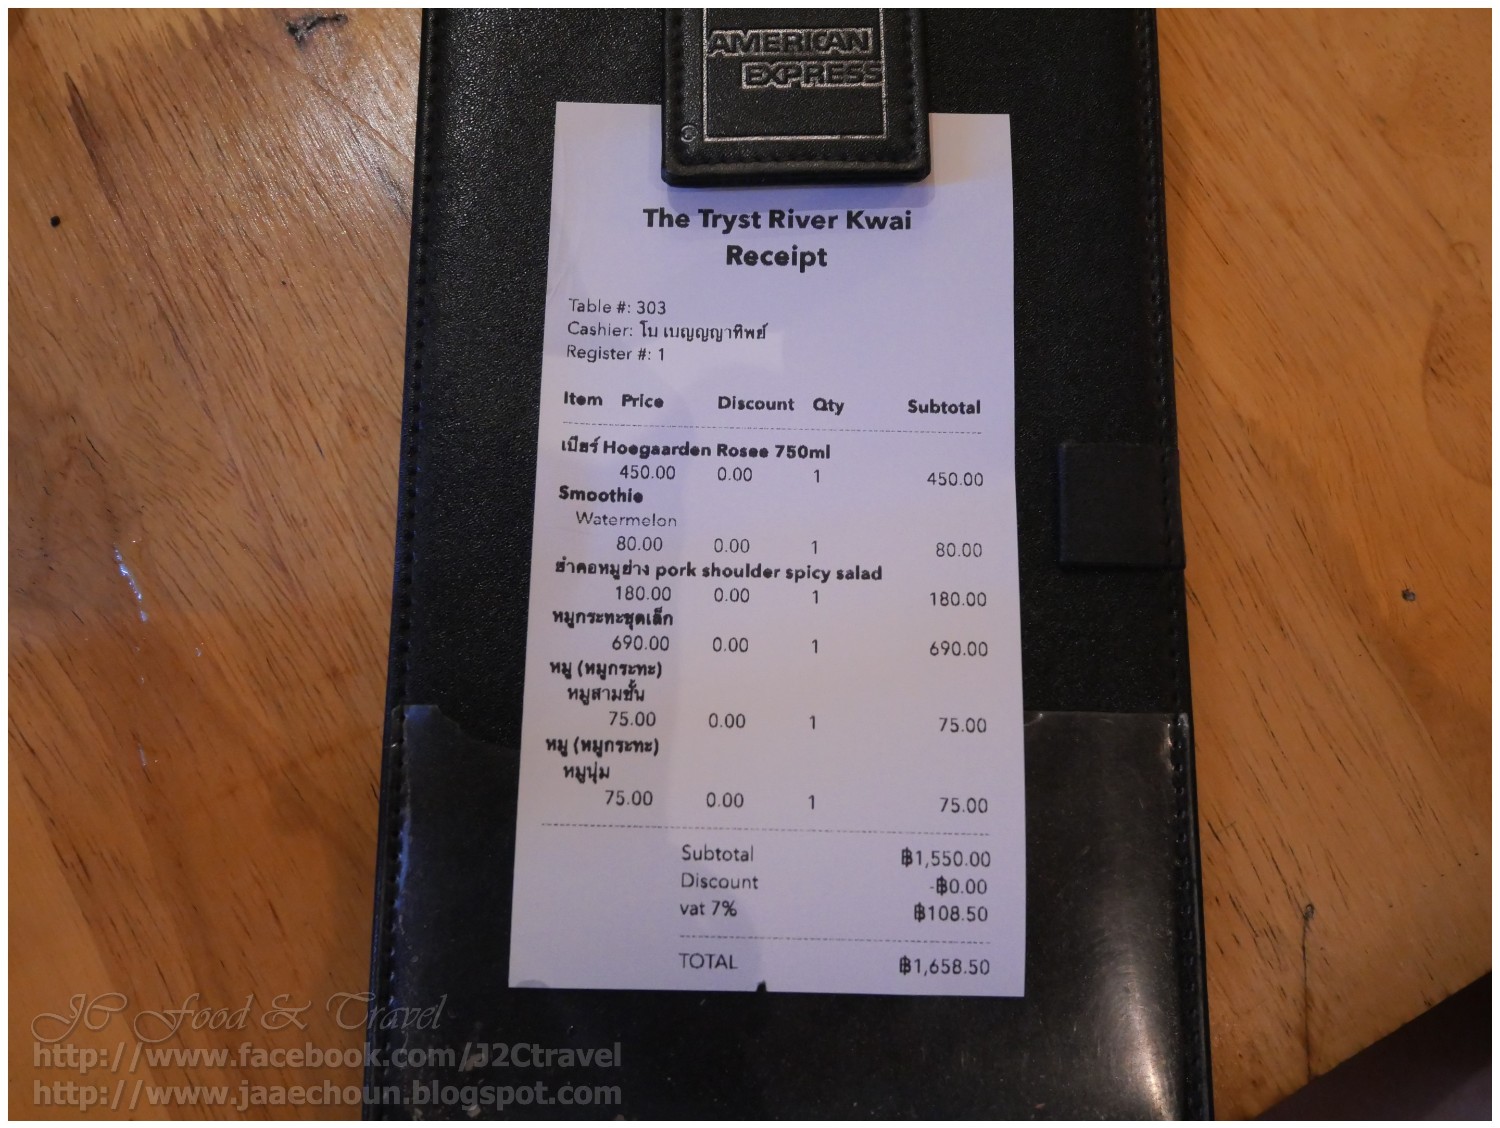 AMERICAN
EXPRESS
The Tryst River Kwai
Receipt
Table #: 303
Cashier: โบ เบญญญาทิพย์
Register #: 1
Item Price Discount Qty Subtotal
เบียร์ Hoegaarden Rosee 750ml
450.00 0.00 1 450.00
Smoothie
Watermelon
80.00 0.00 1 80.00
ยำคอหมูย่าง pork shoulder spicy salad
180.00 0.00 1 180.00
หมูกระทะชุดเล็ก
690.00 0.00 1 690.00
หมู (หมูกระทะ)
หมูสามชั้น
75.00 0.00 1 75.00
หมู (หมูกระทะ)
หมูนุ่ม
75.00 0.00 1 75.00
Subtotal ฿1,550.00
Discount -฿0.00
vat 7% ฿108.50
TOTAL ฿1,658.50
JC Food & Travel
http://www.facebook.com/J2Ctravel
http://www.jaaechoun.blogspot.com